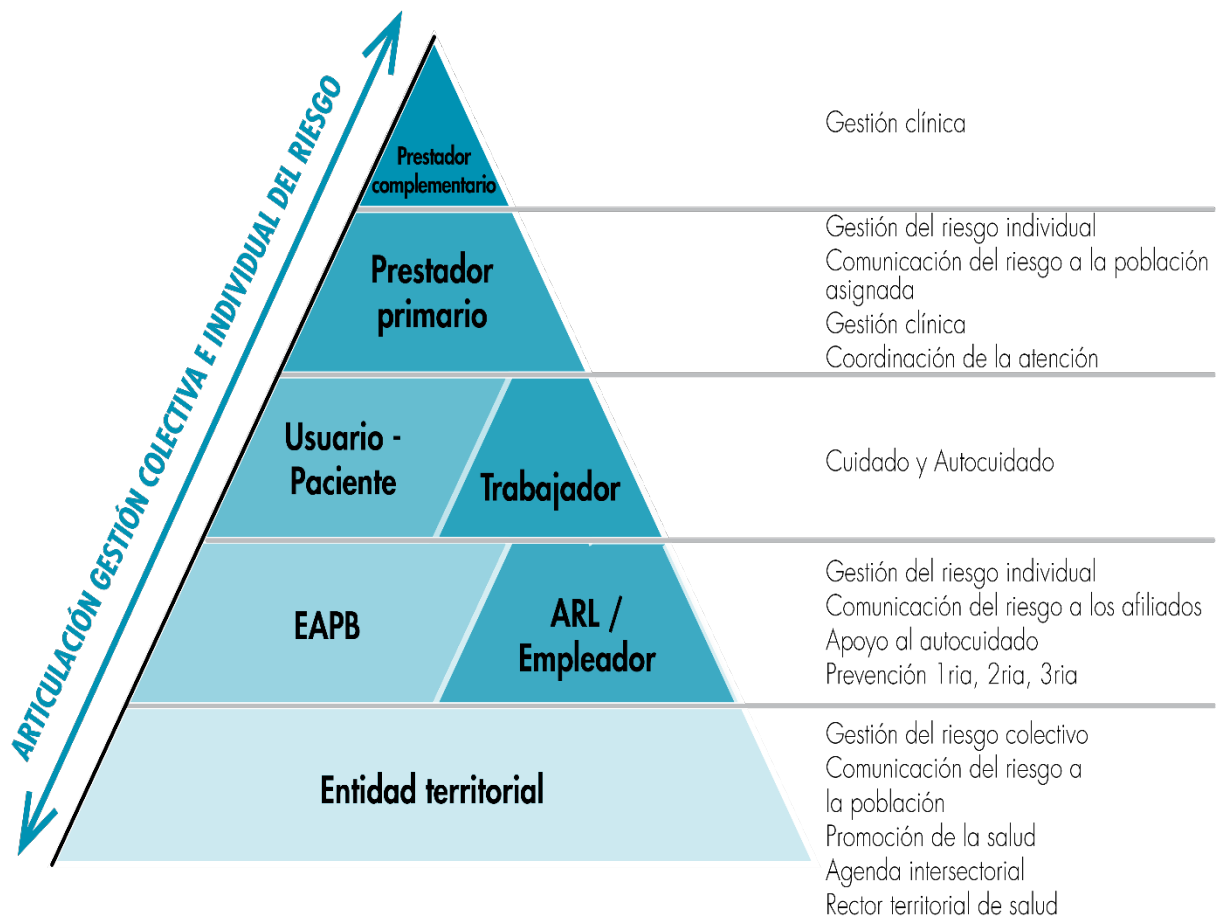 ARTICULACIÓN GESTIÓN COLECTIVA E INDIVIDUAL DEL RIESGO
Prestador
complementario
Gestión clínica
Prestador
primario
Gestión del riesgo individual
Comunicación del riesgo a la población
asignada
Gestión clínica
Coordinación de la atención
Usuario -
Paciente
Trabajador
Cuidado y Autocuidado
EAPB
ARL /
Empleador
Gestión del riesgo individual
Comunicación del riesgo a los afiliados
Apoyo al autocuidado
Prevención 1ria, 2ria, 3ria
Entidad territorial
Gestión del riesgo colectivo
Comunicación del riesgo a
la población
Promoción de la salud
Agenda intersectorial
Rector territorial de salud